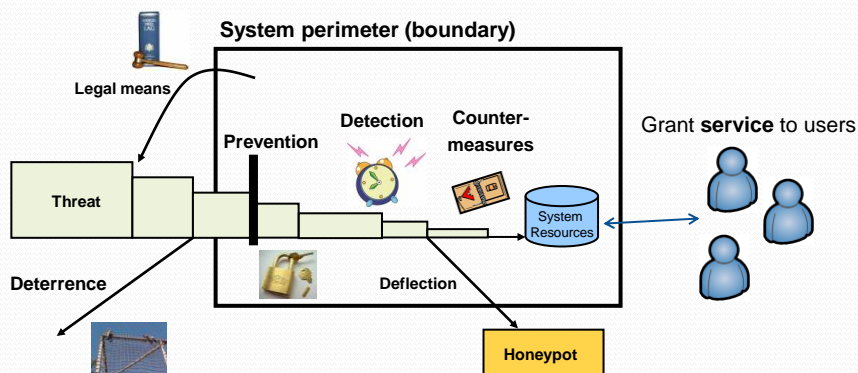 System perimeter (boundary)
Legal means
Prevention
Detection
Counter-
measures
Grant service to users
Threat
System
Resources
Deterrence
Deflection
Honeypot